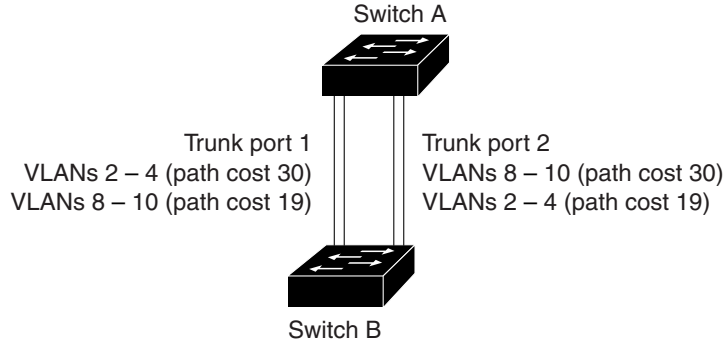 Switch A
Trunk port 1
VLANs 2 – 4 (path cost 30)
VLANs 8 – 10 (path cost 19)
Trunk port 2
VLANs 8 – 10 (path cost 30)
VLANs 2 – 4 (path cost 19)
Switch B